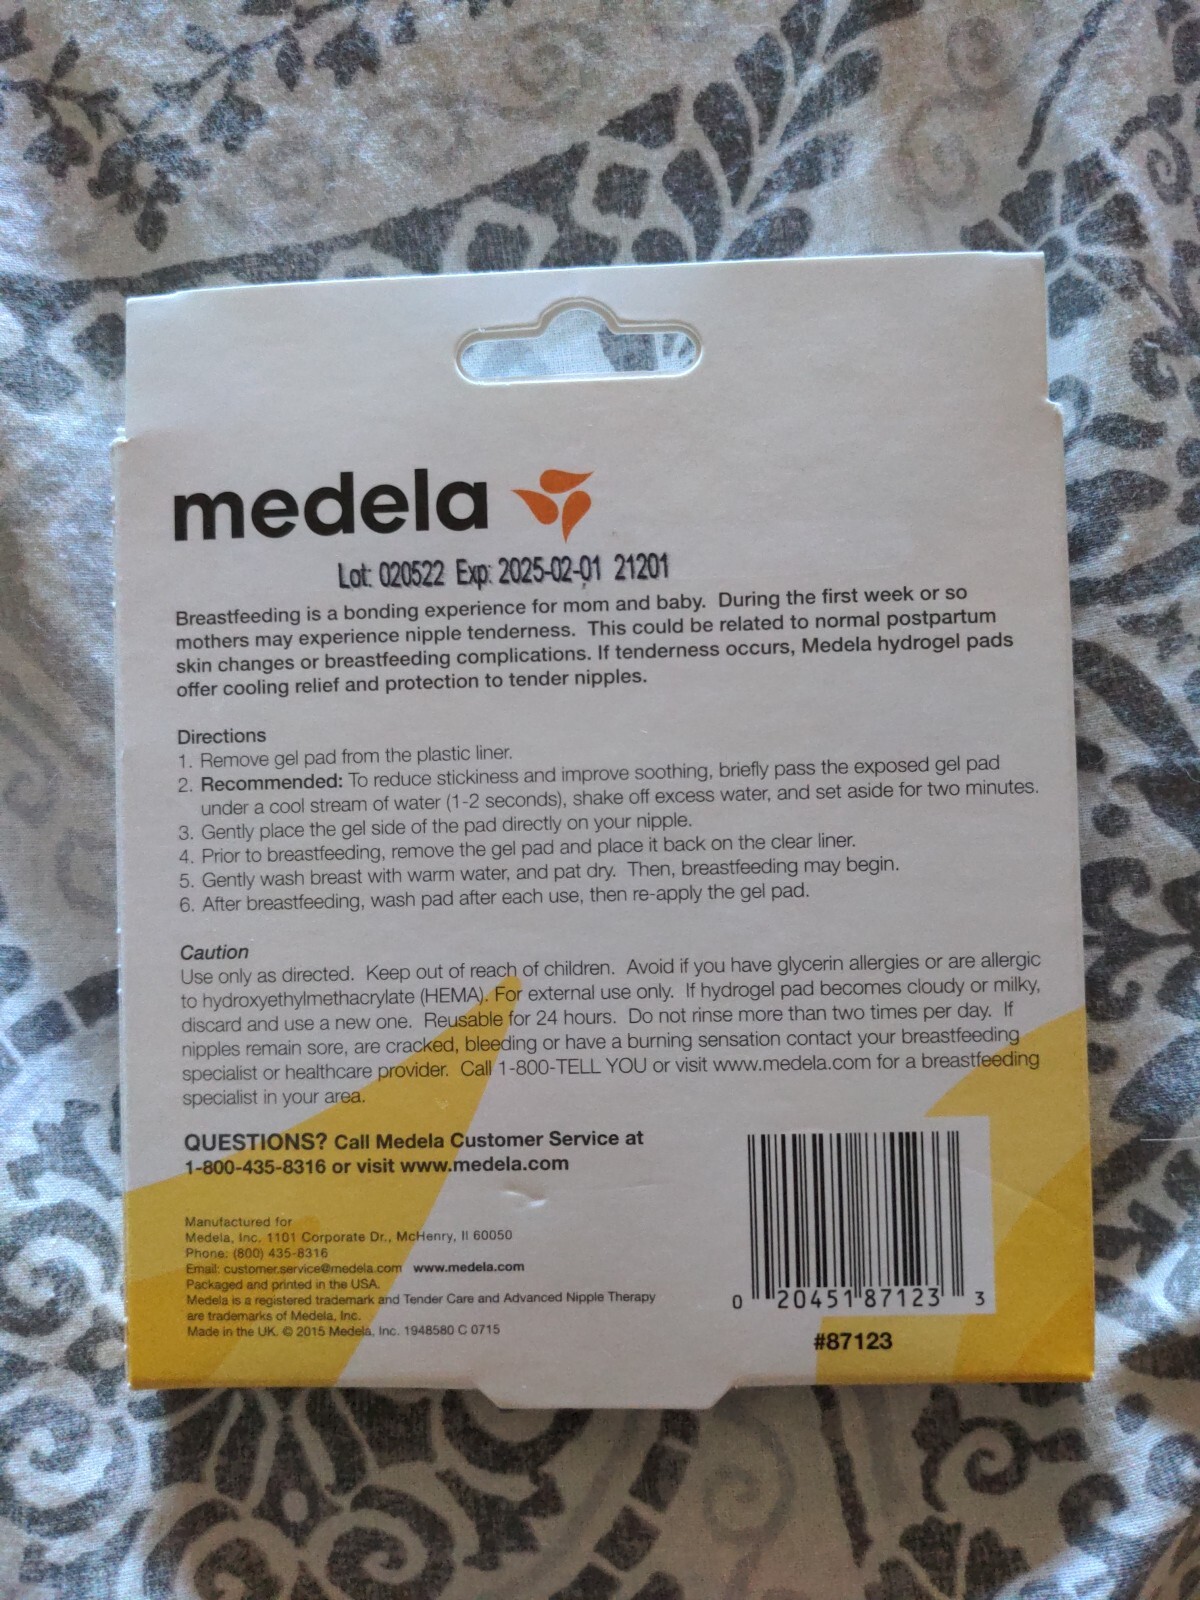 medela
Lot: 020522 Exp: 2025-02-01 21201
Breastfeeding is a bonding experience for mom and baby. During the first week or so
mothers may experience nipple tenderness. This could be related to normal postpartum
skin changes or breastfeeding complications. If tenderness occurs, Medela hydrogel pads
offer cooling relief and protection to tender nipples.
Directions
1. Remove gel pad from the plastic liner.
2. Recommended: To reduce stickiness and improve soothing, briefly pass the exposed gel pad
under a cool stream of water (1-2 seconds), shake off excess water, and set aside for two minutes.
3. Gently place the gel side of the pad directly on your nipple.
4. Prior to breastfeeding, remove the gel pad and place it back on the clear liner.
5. Gently wash breast with warm water, and pat dry. Then, breastfeeding may begin.
6. After breastfeeding, wash pad after each use, then re-apply the gel pad.
Caution
Use only as directed. Keep out of reach of children. Avoid if you have glycerin allergies or are allergic
to hydroxyethylmethacrylate (HEMA). For external use only. If hydrogel pad becomes cloudy or milky,
discard and use a new one. Reusable for 24 hours. Do not rinse more than two times per day. If
nipples remain sore, are cracked, bleeding or have a burning sensation contact your breastfeeding
specialist or healthcare provider. Call 1-800-TELL YOU or visit www.medela.com for a breastfeeding
specialist in your area.
QUESTIONS? Call Medela Customer Service at
1-800-435-8316 or visit www.medela.com
Manufactured for
Medela, Inc. 1101 Corporate Dr., McHenry, Il 60050
Phone: (800) 435-8316
Email: customer.service@medela.com www.medela.com
Packaged and printed in the USA.
Medela is a registered trademark and Tender Care and Advanced Nipple Therapy
are trademarks of Medela, Inc.
Made in the UK. © 2015 Medela, Inc. 1948580 C 0715
0 20451 87123 3
#87123